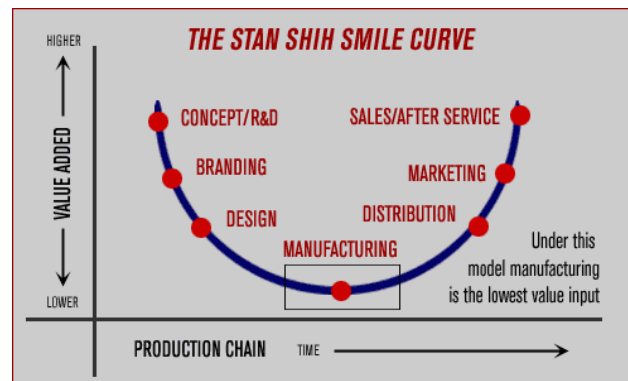 THE STAN SHIH SMILE CURVE
HIGHER
VALUE ADDED
LOWER
CONCEPT/R&D
SALES/AFTER SERVICE
BRANDING
MARKETING
DESIGN
DISTRIBUTION
MANUFACTURING
Under this
model manufacturing
is the lowest value input
PRODUCTION CHAIN
TIME